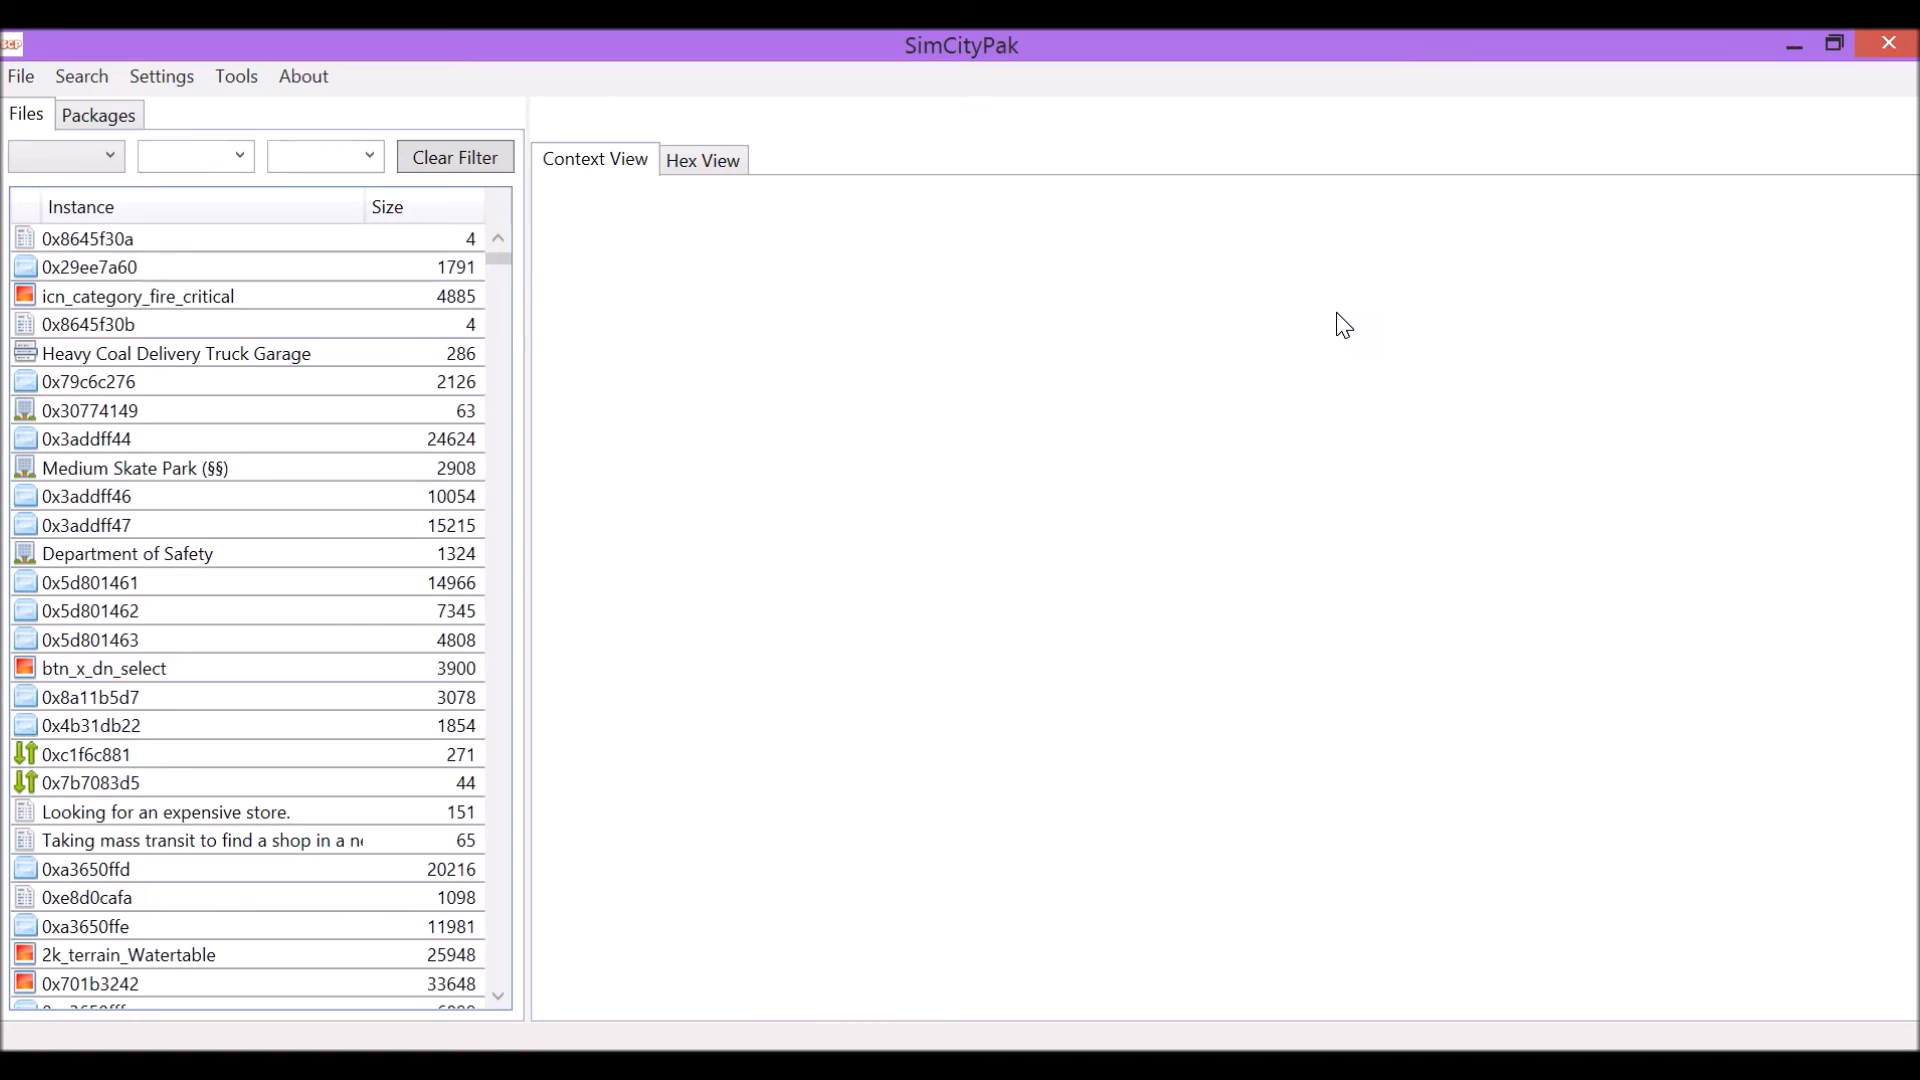 SCP
SimCityPak
File Search Settings Tools About
Files Packages
Clear Filter
Context View Hex View
Instance Size
0x8645f30a 4
0x29ee7a60 1791
icn_category_fire_critical 4885
0x8645f30b 4
Heavy Coal Delivery Truck Garage 286
0x79c6c276 2126
0x30774149 63
0x3addff44 24624
Medium Skate Park (§§) 2908
0x3addff46 10054
0x3addff47 15215
Department of Safety 1324
0x5d801461 14966
0x5d801462 7345
0x5d801463 4808
btn_x_dn_select 3900
0x8a11b5d7 3078
0x4b31db22 1854
0xc1f6c881 271
0x7b7083d5 44
Looking for an expensive store. 151
Taking mass transit to find a shop in a 65
0xa3650ffd 20216
0xe8d0cafa 1098
0xa3650ffe 11981
2k_terrain_Watertable 25948
0x701b3242 33648